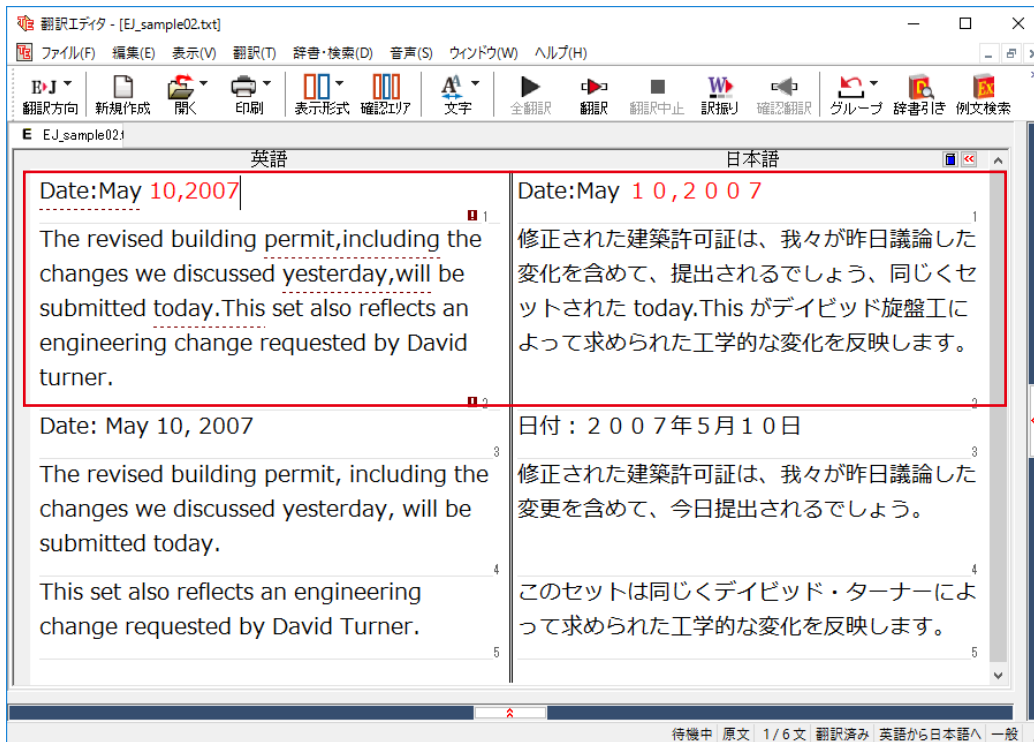 翻訳エディタ - [EJ_sample02.txt]
ファイル(F) 編集(E) 表示(V) 翻訳(T) 辞書・検索(D) 音声(S) ウィンドウ(W) ヘルプ(H)
E›J
翻訳方向 新規作成 開く 印刷 表示形式 確認エリア 文字 全翻訳 翻訳 翻訳中止 訳振り 確認翻訳 グループ 辞書引き 例文検索
E EJ_sample02.t
英語 日本語
Date:May 10,2007 Date:May １０,２００７
1 1
The revised building permit,including the 修正された建築許可証は、我々が昨日議論した
changes we discussed yesterday,will be 変化を含めて、提出されるでしょう、同じくセ
submitted today.This set also reflects an ットされた today.This がデイビッド旋盤工に
engineering change requested by David よって求められた工学的な変化を反映します。
turner.
2 2
Date: May 10, 2007 日付：２００７年５月１０日
3 3
The revised building permit, including the 修正された建築許可証は、我々が昨日議論した
changes we discussed yesterday, will be 変更を含めて、今日提出されるでしょう。
submitted today.
4 4
This set also reflects an engineering このセットは同じくデイビッド・ターナーによ
change requested by David Turner. って求められた工学的な変化を反映します。
5 5
待機中 原文 1/6文 翻訳済み 英語から日本語へ 一般